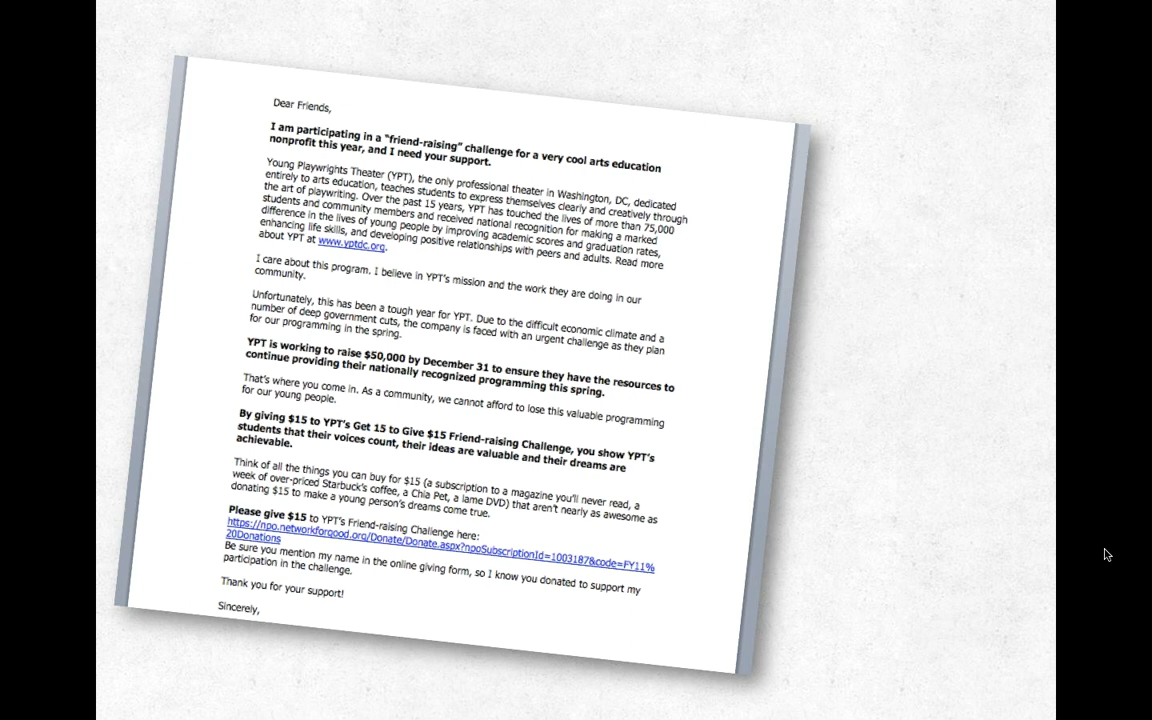 Dear Friends,
I am participating in a "friend-raising" challenge for a very cool arts education
nonprofit this year, and I need your support.
Young Playwrights Theater (YPT), the only professional theater in Washington, DC, dedicated
entirely to arts education, teaches students to express themselves clearly and creatively through
the art of playwriting. Over the past 15 years, YPT has touched the lives of more than 75,000
students and community members and received national recognition for making a marked
difference in the lives of young people by improving academic scores and graduation rates,
enhancing life skills, and developing positive relationships with peers and adults. Read more
about YPT at www.yptdc.org.
I care about this program. I believe in YPT's mission and the work they are doing in our
community.
Unfortunately, this has been a tough year for YPT. Due to the difficult economic climate and a
number of deep government cuts, the company is faced with an urgent challenge as they plan
for our programming in the spring.
YPT is working to raise $50,000 by December 31 to ensure they have the resources to
continue providing their nationally recognized programming this spring.
That's where you come in. As a community, we cannot afford to lose this valuable programming
for our young people.
By giving $15 to YPT's Get 15 to Give $15 Friend-raising Challenge, you show YPT's
students that their voices count, their ideas are valuable and their dreams are
achievable.
Think of all the things you can buy for $15 (a subscription to a magazine you'll never read, a
week of over-priced Starbuck's coffee, a Chia Pet, a lame DVD) that aren't nearly as awesome as
donating $15 to make a young person's dreams come true.
Please give $15 to YPT's Friend-raising Challenge here:
https://npo.networkforgood.org/Donate/Donate.aspx?npoSubscriptionId=1003187&code=FY11%
20Donations
Be sure you mention my name in the online giving form, so I know you donated to support my
participation in the challenge.
Thank you for your support!
Sincerely,